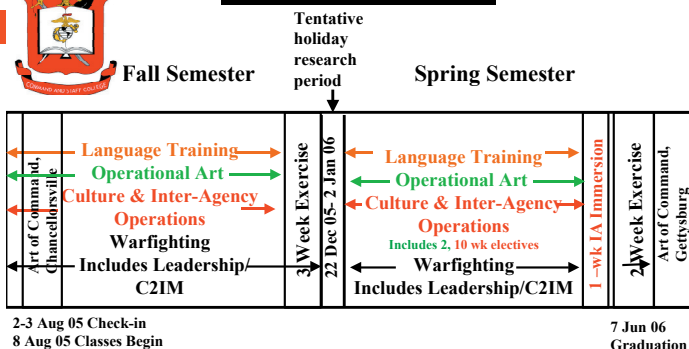 COMMAND AND STAFF COLLEGE
Tentative
holiday
research
period
Fall Semester
Spring Semester
Art of Command,
Chancellorsville
Language Training
Operational Art
Culture & Inter-Agency
Operations
Warfighting
Includes Leadership/
C2IM
3 Week Exercise
22 Dec 05- 2 Jan 06
Language Training
Operational Art
Culture & Inter-Agency
Operations
Includes 2, 10 wk electives
Warfighting
Includes Leadership/C2IM
1 –wk IA Immersion
2 Week Exercise
Art of Command,
Gettysburg
2-3 Aug 05 Check-in
8 Aug 05 Classes Begin
7 Jun 06
Graduation